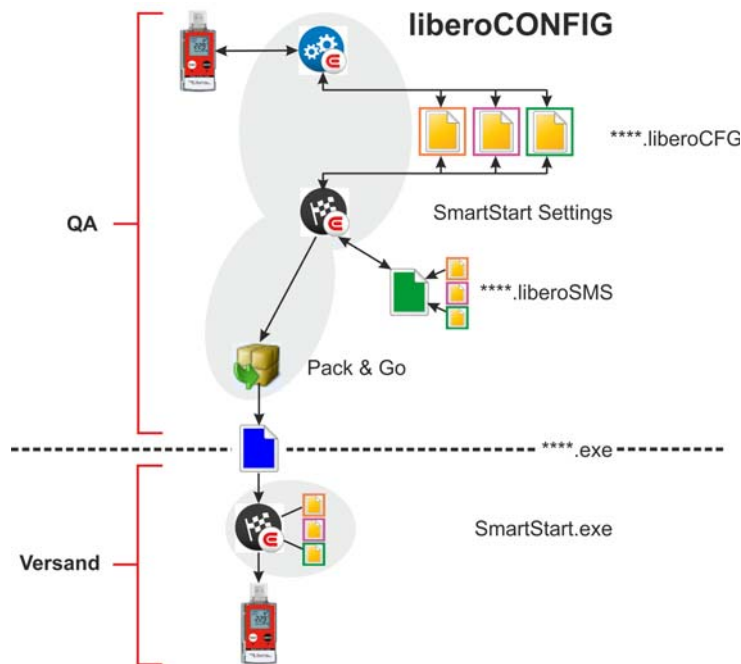 liberoCONFIG
****.liberoCFG
QA
SmartStart Settings
****.liberoSMS
Pack & Go
****.exe
SmartStart.exe
Versand